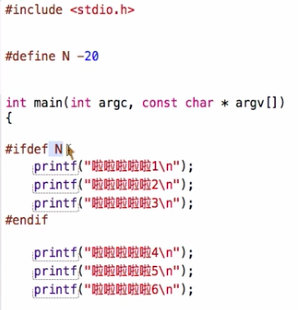 #include <stdio.h>
#define N -20
int main(int argc, const char * argv[])
{
#ifdef N
printf("啦啦啦啦啦1\n");
printf("啦啦啦啦啦2\n");
printf("啦啦啦啦啦3\n");
#endif
printf("啦啦啦啦啦4\n");
printf("啦啦啦啦啦5\n");
printf("啦啦啦啦啦6\n");